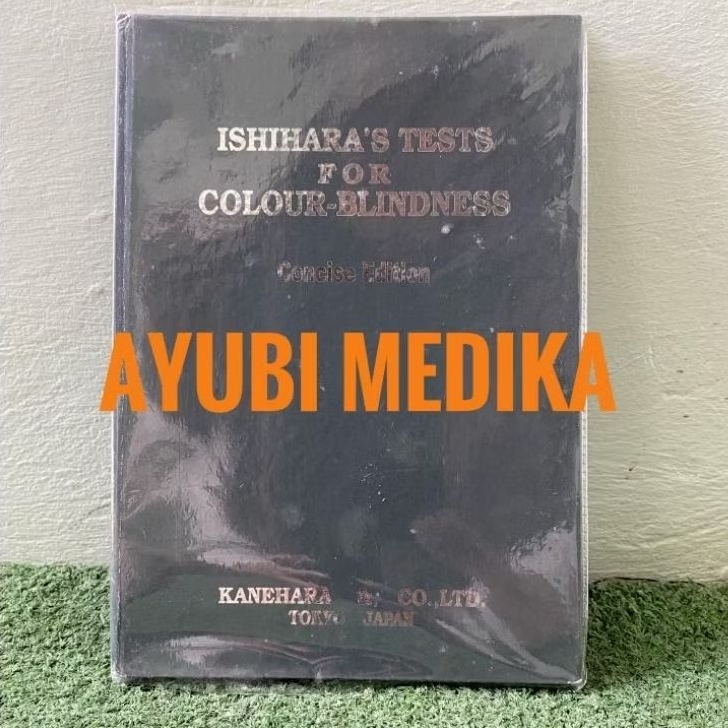 ISHIHARA'S TESTS
FOR
COLOUR-BLINDNESS
Concise Edition
AYUBI MEDIKA
KANEHARA & CO.,LTD.
TOKYO JAPAN